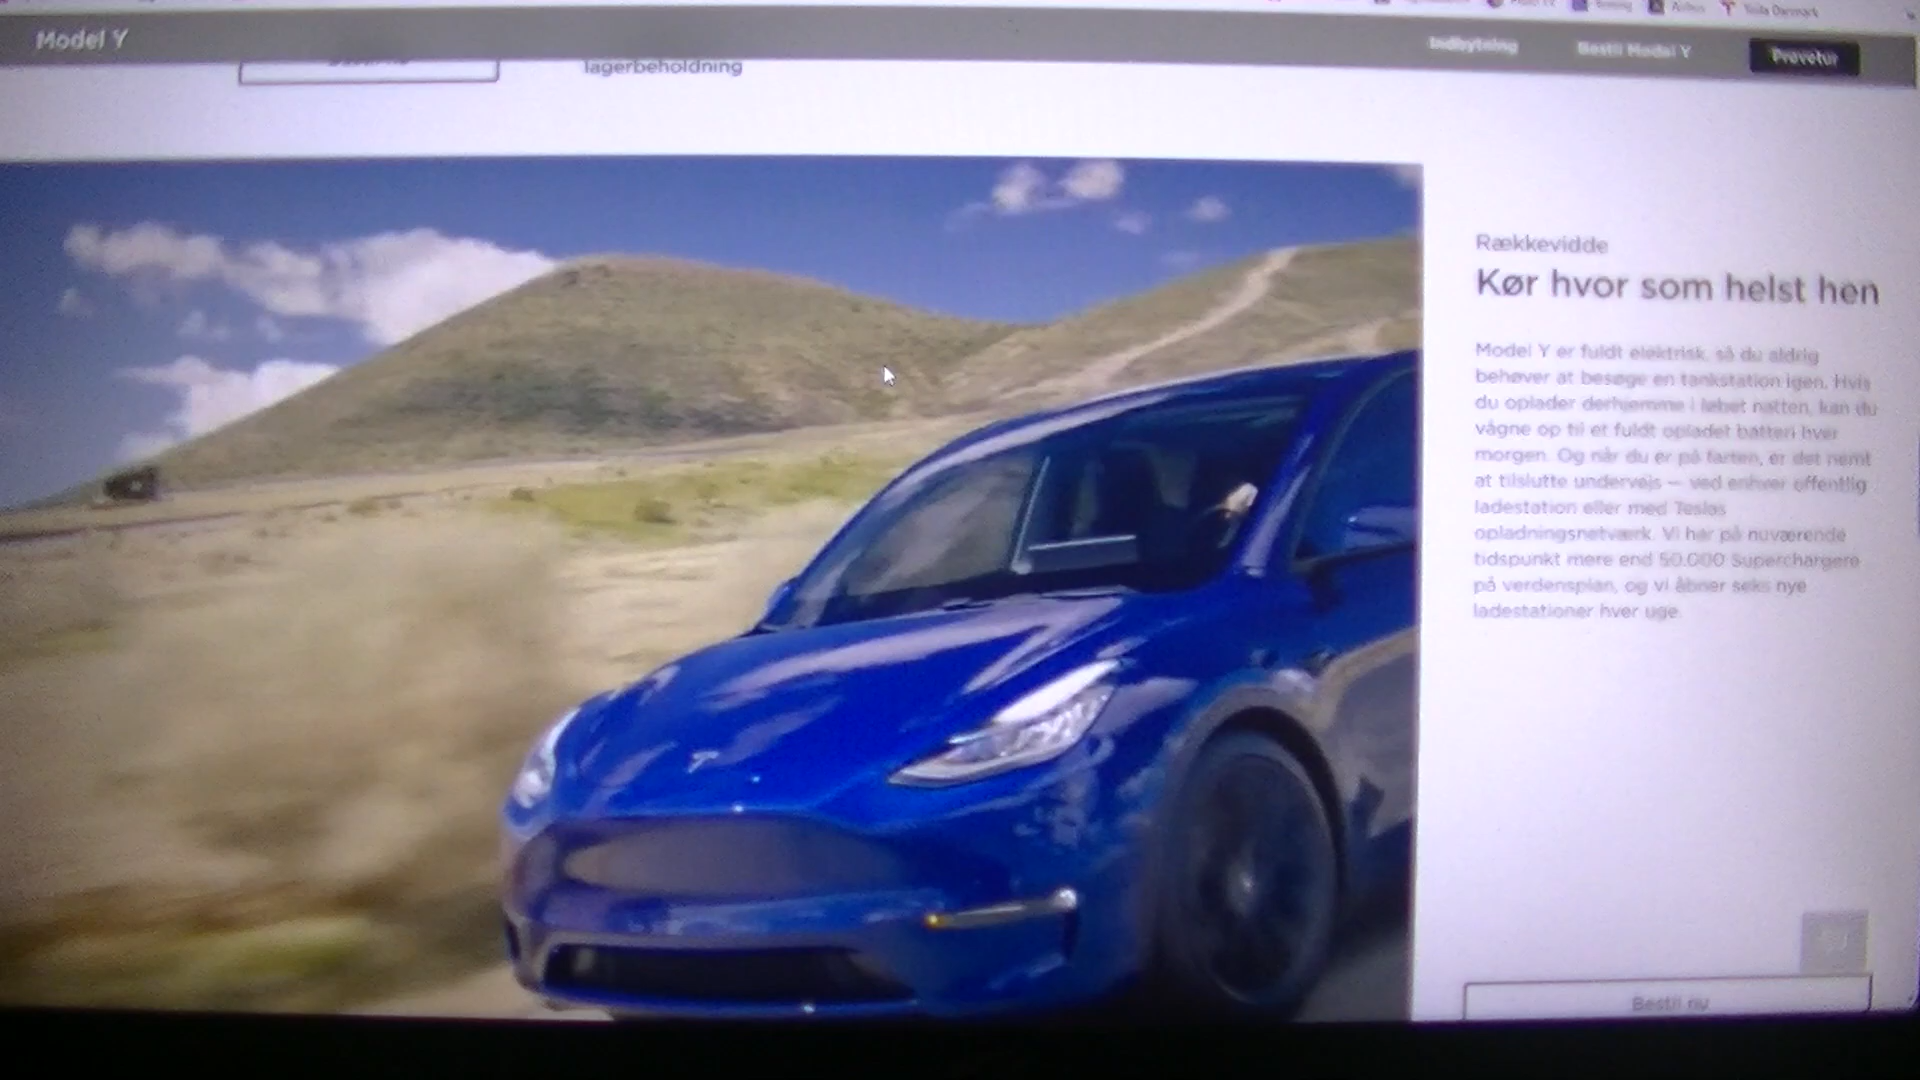 Tesla Danmark
Model Y
Indbytning
Bestil Model Y
Prøvetur
lagerbeholdning
Rækkevidde
Kør hvor som helst hen
Model Y er fuldt elektrisk, så du aldrig
behøver at besøge en tankstation igen. Hvis
du oplader derhjemme i løbet natten, kan du
vågne op til et fuldt opladet batteri hver
morgen. Og når du er på farten, er det nemt
at tilslutte undervejs – ved enhver offentlig
ladestation eller med Teslas
opladningsnetværk. Vi har på nuværende
tidspunkt mere end 50.000 Superchargere
på verdensplan, og vi åbner seks nye
ladestationer hver uge.
Bestil nu